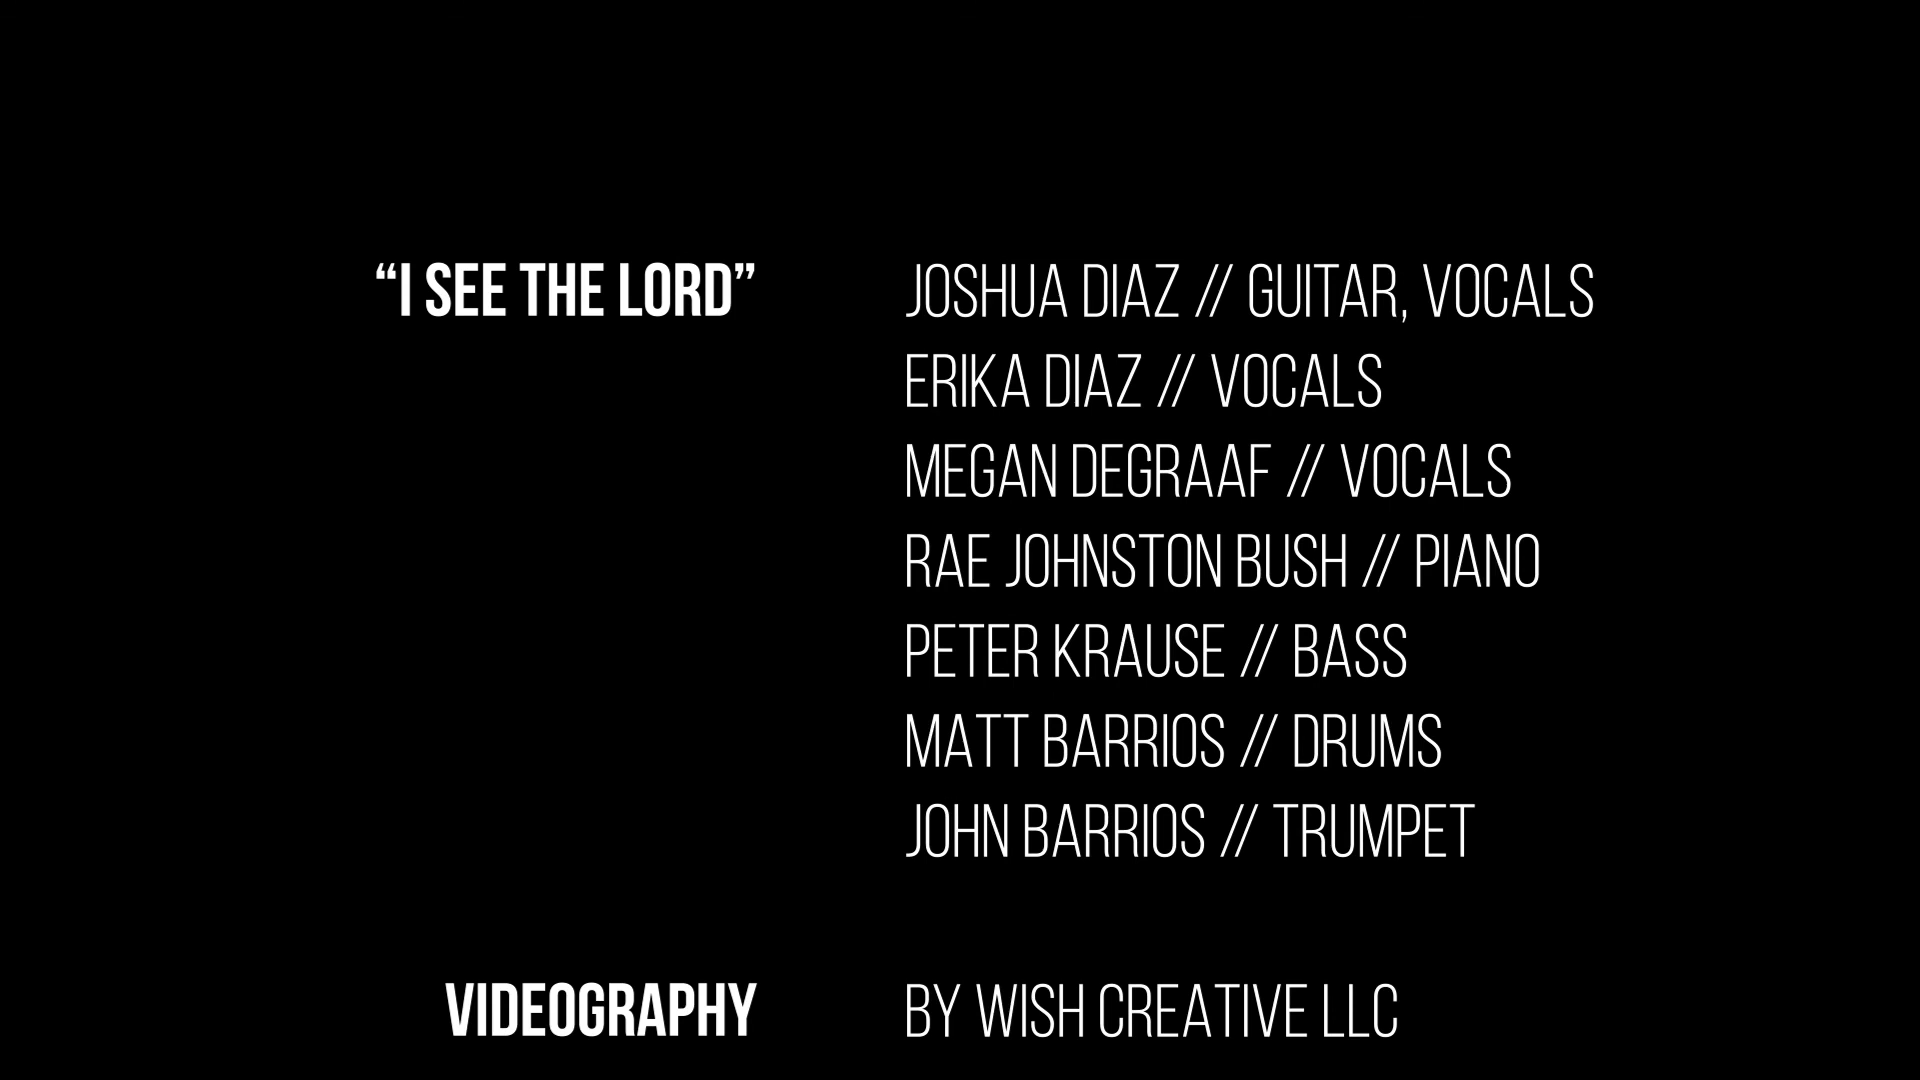 “I SEE THE LORD” JOSHUA DIAZ // GUITAR, VOCALS
ERIKA DIAZ // VOCALS
MEGAN DEGRAAF // VOCALS
RAE JOHNSTON BUSH // PIANO
PETER KRAUSE // BASS
MATT BARRIOS // DRUMS
JOHN BARRIOS // TRUMPET
VIDEOGRAPHY BY WISH CREATIVE LLC